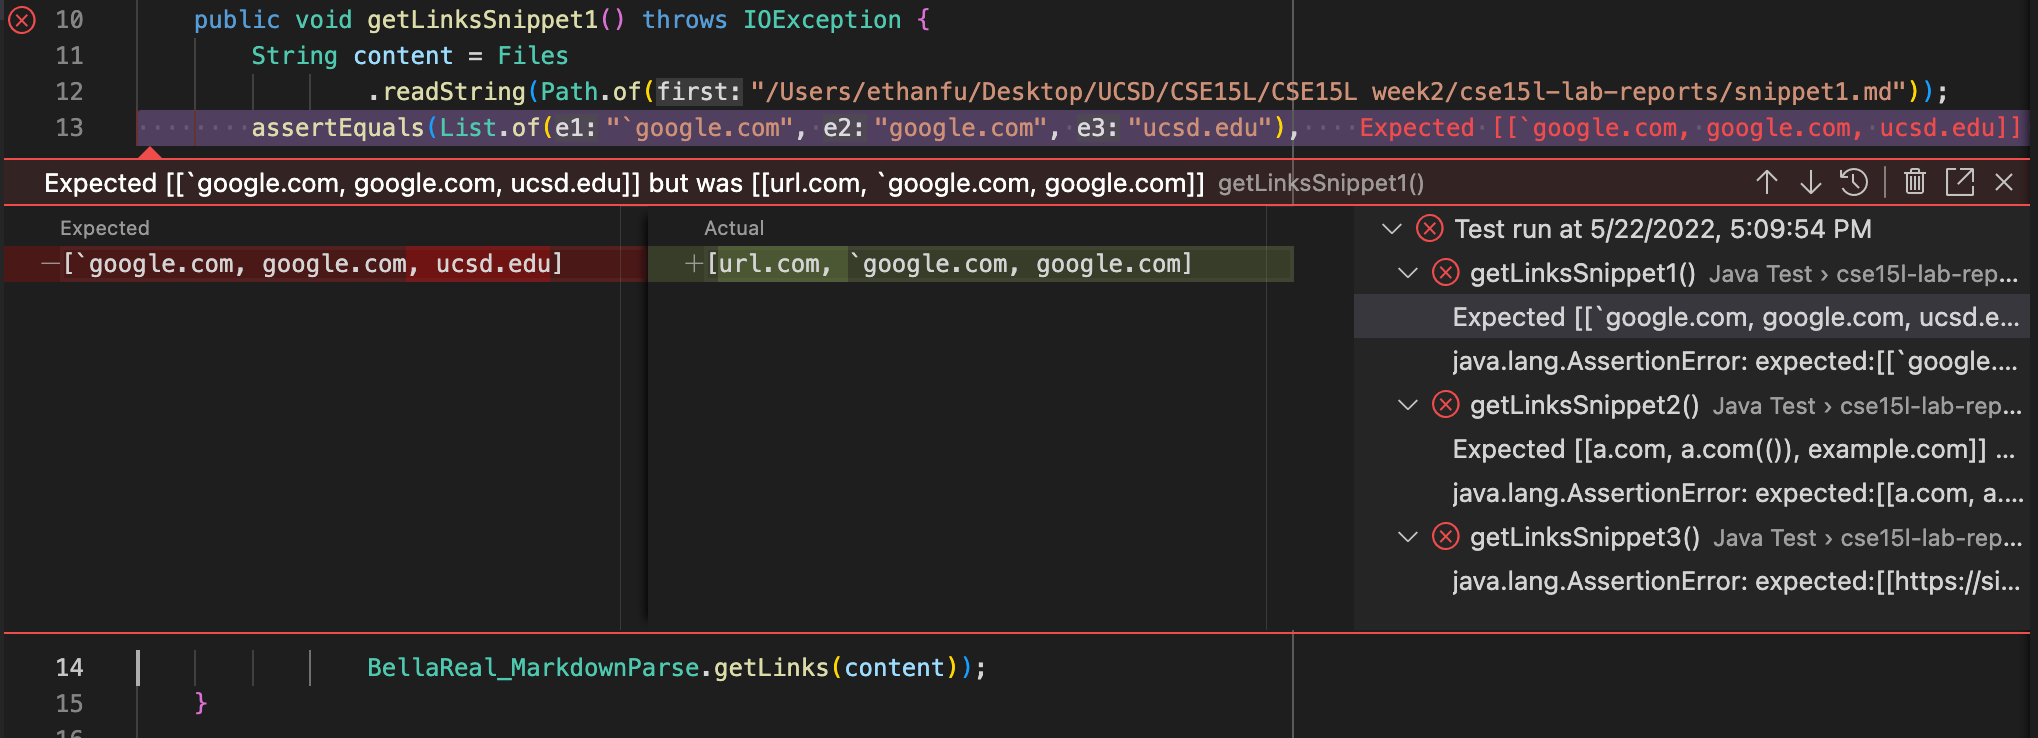 10 public void getLinksSnippet1() throws IOException {
11 String content = Files
12 .readString(Path.of(first: "/Users/ethanfu/Desktop/UCSD/CSE15L/CSE15L week2/cse15l-lab-reports/snippet1.md"));
13 assertEquals(List.of(e1: "`google.com", e2: "google.com", e3: "ucsd.edu"), Expected [[`google.com, google.com, ucsd.edu]]
Expected [[`google.com, google.com, ucsd.edu]] but was [[url.com, `google.com, google.com]] getLinksSnippet1()
Expected
−[`google.com, google.com, ucsd.edu]
Actual
+[url.com, `google.com, google.com]
Test run at 5/22/2022, 5:09:54 PM
getLinksSnippet1() Java Test › cse15l-lab-rep...
Expected [[`google.com, google.com, ucsd.e...
java.lang.AssertionError: expected:[[`google....
getLinksSnippet2() Java Test › cse15l-lab-rep...
Expected [[a.com, a.com(()), example.com]] ...
java.lang.AssertionError: expected:[[a.com, a....
getLinksSnippet3() Java Test › cse15l-lab-rep...
java.lang.AssertionError: expected:[[https://si...
14 BellaReal_MarkdownParse.getLinks(content));
15 }
16